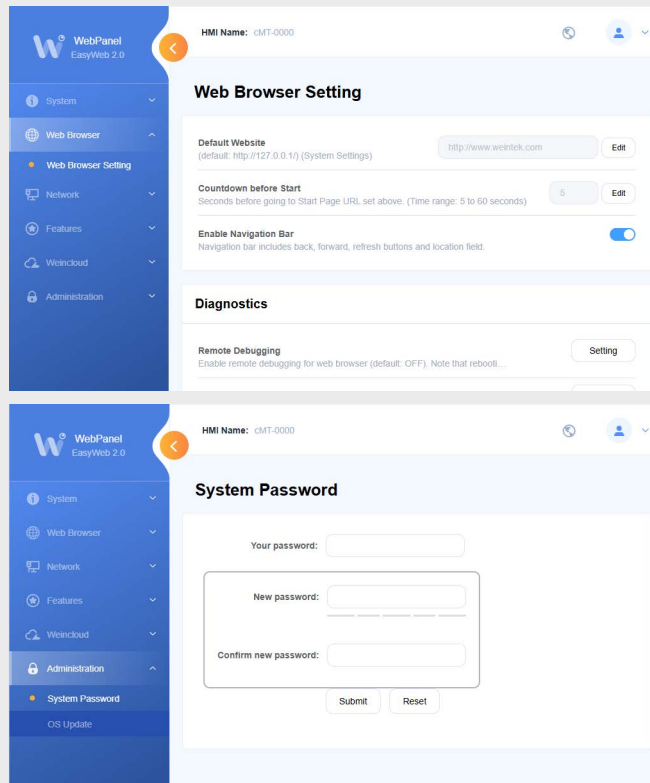 WebPanel
EasyWeb 2.0
HMI Name: cMT-0000
System
Web Browser
Web Browser Setting
Network
Features
Weincloud
Administration
Web Browser Setting
Default Website
http://www.weintek.com
Edit
(default: http://127.0.0.1/) (System Settings)
Countdown before Start
5
Edit
Seconds before going to Start Page URL set above. (Time range: 5 to 60 seconds)
Enable Navigation Bar
Navigation bar includes back, forward, refresh buttons and location field.
Diagnostics
Remote Debugging
Setting
Enable remote debugging for web browser (default: OFF). Note that rebooti...
WebPanel
EasyWeb 2.0
HMI Name: cMT-0000
System
Web Browser
Network
Features
Weincloud
Administration
System Password
OS Update
System Password
Your password:
New password:
Confirm new password:
Submit Reset